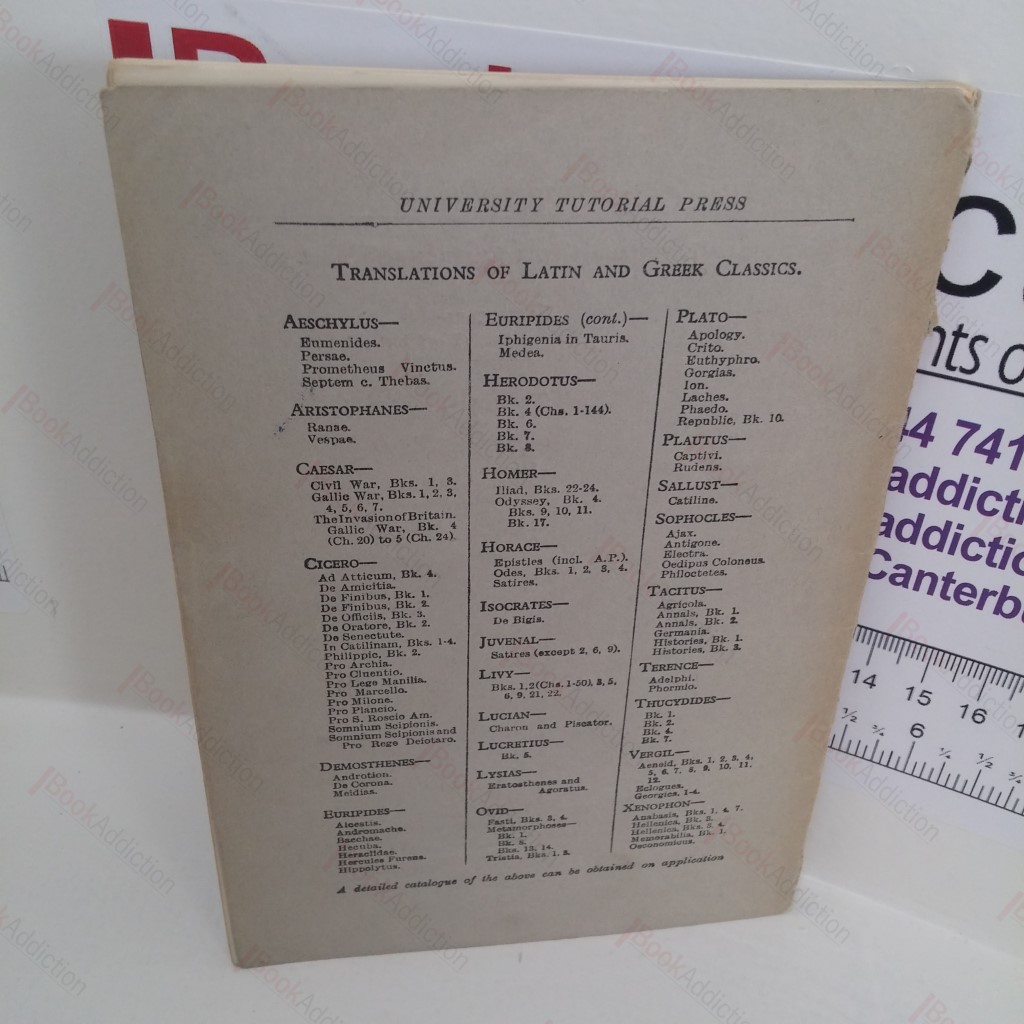 UNIVERSITY TUTORIAL PRESS
TRANSLATIONS OF LATIN AND GREEK CLASSICS.
AESCHYLUS—
Eumenides.
Persae.
Prometheus Vinctus.
Septem c. Thebas.
ARISTOPHANES—
Ranae.
Vespae.
CAESAR—
Civil War, Bks. 1, 3.
Gallic War, Bks. 1, 2, 3,
4, 5, 6, 7.
The Invasion of Britain.
Gallic War, Bk. 4
(Ch. 20) to 5 (Ch. 24).
CICERO—
Ad Atticum, Bk. 4.
De Amicitia.
De Finibus, Bk. 1.
De Finibus, Bk. 2.
De Officiis, Bk. 3.
De Oratore, Bk. 2.
De Senectute.
In Catilinam, Bks. 1-4.
Philippic, Bk. 2.
Pro Archia.
Pro Cluentio.
Pro Lege Manilia.
Pro Marcello.
Pro Milone.
Pro Plancio.
Pro S. Roscio Am.
Somnium Scipionis.
Somnium Scipionis and
Pro Rege Deiotaro.
DEMOSTHENES—
Androtion.
De Corona.
Meidias.
EURIPIDES—
Alcestis.
Andromache.
Bacchae.
Hecuba.
Heraclidae.
Hercules Furens.
Hippolytus.
EURIPIDES (cont.)—
Iphigenia in Tauris.
Medea.
HERODOTUS—
Bk. 2.
Bk. 4 (Chs. 1-144).
Bk. 6.
Bk. 7.
Bk. 8.
HOMER—
Iliad, Bks. 22-24.
Odyssey, Bk. 4.
Bks. 9, 10, 11.
Bk. 17.
HORACE—
Epistles (incl. A.P.).
Odes, Bks. 1, 2, 3, 4.
Satires.
ISOCRATES—
De Bigis.
JUVENAL—
Satires (except 2, 6, 9).
LIVY—
Bks. 1, 2 (Chs. 1-50), 3, 5,
6, 9, 21, 22.
LUCIAN—
Charon and Piscator.
LUCRETIUS—
Bk. 5.
LYSIAS—
Eratosthenes and
Agoratus.
OVID—
Fasti, Bks. 3, 4.
Metamorphoses—
Bk. 1.
Bk. 8.
Bks. 13, 14.
Tristia, Bks. 1, 3.
PLATO—
Apology.
Crito.
Euthyphro.
Gorgias.
Ion.
Laches.
Phaedo.
Republic, Bk. 10.
PLAUTUS—
Captivi.
Rudens.
SALLUST—
Catiline.
SOPHOCLES—
Ajax.
Antigone.
Electra.
Oedipus Coloneus.
Philoctetes.
TACITUS—
Agricola.
Annals, Bk. 1.
Annals, Bk. 2.
Germania.
Histories, Bk. 1.
Histories, Bk. 3.
TERENCE—
Adelphi.
Phormio.
THUCYDIDES—
Bk. 1.
Bk. 2.
Bk. 4.
Bk. 7.
VERGIL—
Aeneid, Bks. 1, 2, 3, 4,
5, 6, 7, 8, 9, 10, 11,
12.
Eclogues.
Georgics, 1-4.
XENOPHON—
Anabasis, Bks. 1, 4, 7.
Hellenica, Bk. 3.
Hellenica, Bks. 3, 4.
Memorabilia, Bk. 1.
Oeconomicus.
A detailed catalogue of the above can be obtained on application
nts o
44 741
addicti
addictio
Canterb
14 15 16
1/2 3/4 6 1/4 1/2 3/4
BookAddiction